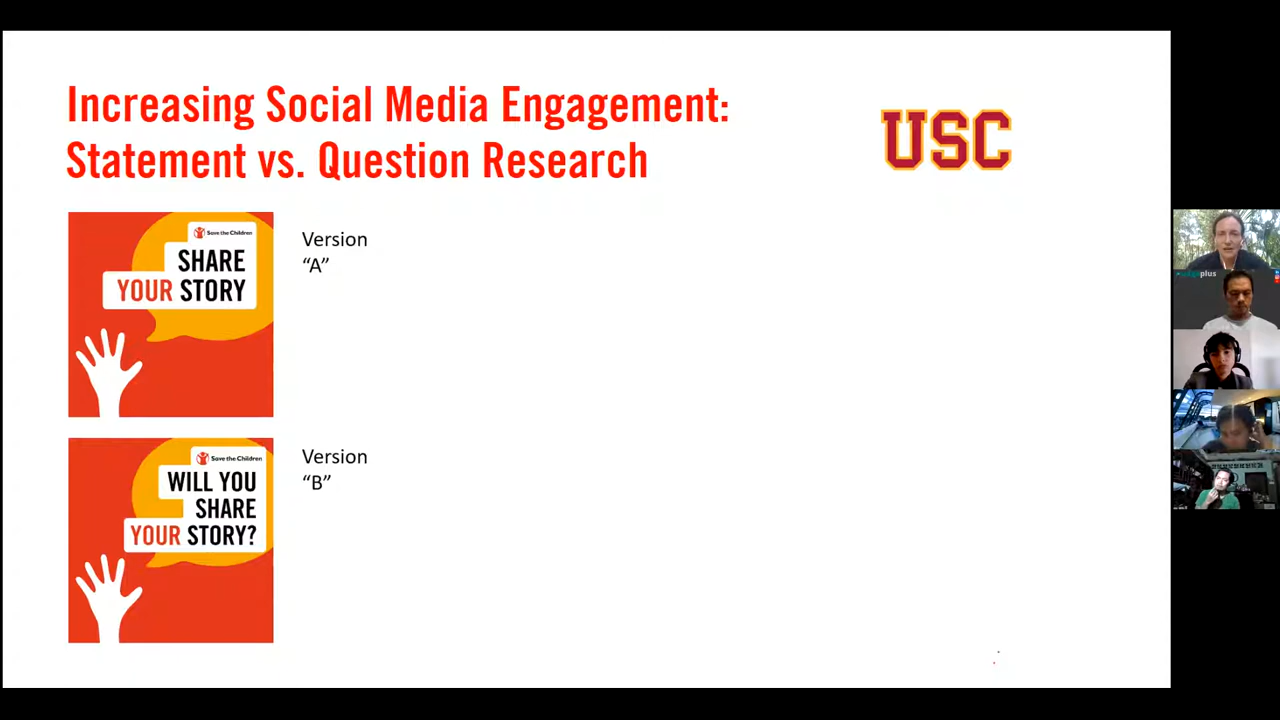 Increasing Social Media Engagement:
Statement vs. Question Research
USC
Save the Children
SHARE
YOUR STORY
Version
“A”
Save the Children
WILL YOU
SHARE
YOUR STORY?
Version
“B”
plus